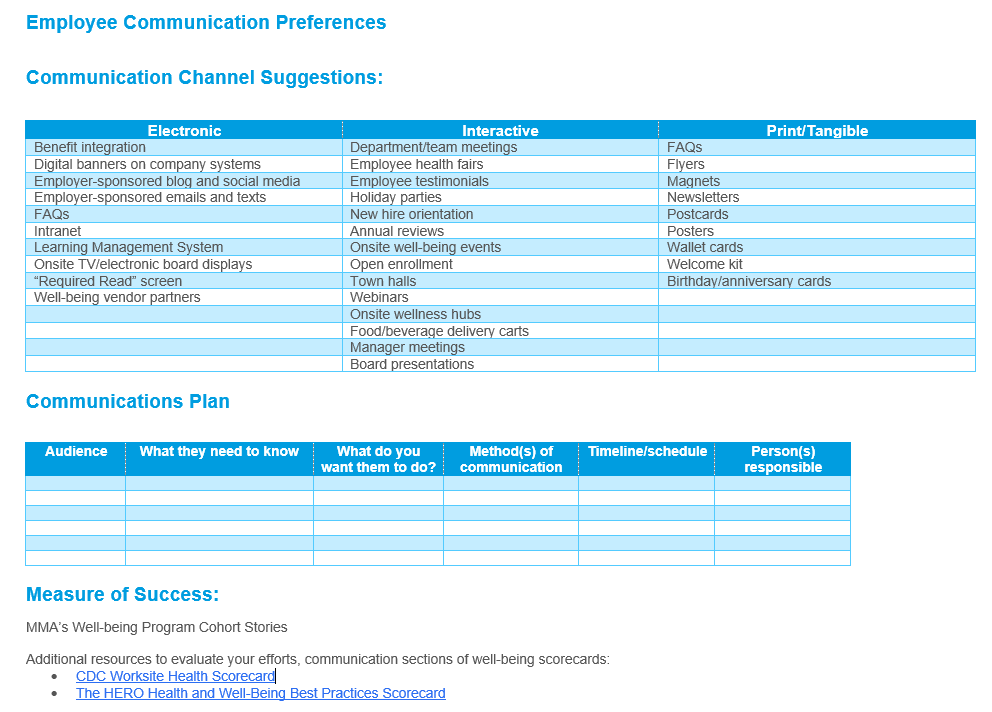 Employee Communication Preferences
Communication Channel Suggestions:
Electronic Interactive Print/Tangible
Benefit integration Department/team meetings FAQs
Digital banners on company systems Employee health fairs Flyers
Employer-sponsored blog and social media Employee testimonials Magnets
Employer-sponsored emails and texts Holiday parties Newsletters
FAQs New hire orientation Postcards
Intranet Annual reviews Posters
Learning Management System Onsite well-being events Wallet cards
Onsite TV/electronic board displays Open enrollment Welcome kit
“Required Read” screen Town halls Birthday/anniversary cards
Well-being vendor partners Webinars
Onsite wellness hubs
Food/beverage delivery carts
Manager meetings
Board presentations
Communications Plan
Audience What they need to know What do you Method(s) of Timeline/schedule Person(s)
want them to do? communication responsible
Measure of Success:
MMA’s Well-being Program Cohort Stories
Additional resources to evaluate your efforts, communication sections of well-being scorecards:
• CDC Worksite Health Scorecard
• The HERO Health and Well-Being Best Practices Scorecard